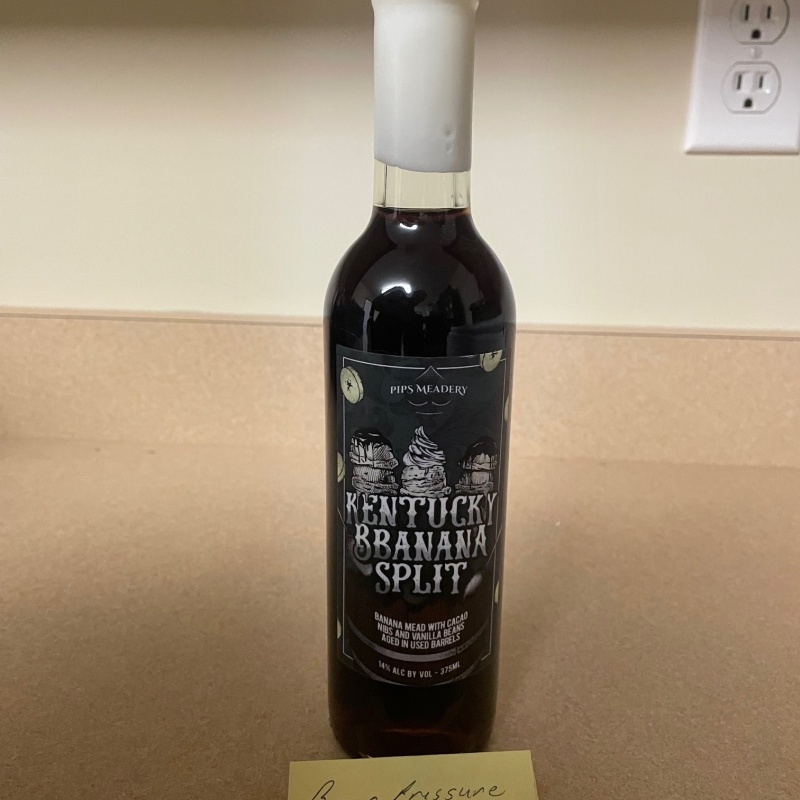 PIPS MEADERY
KENTUCKY
BBANANA
SPLIT
BANANA MEAD WITH CACAO
NIBS AND VANILLA BEANS
AGED IN USED BARRELS
14% ALC BY VOL - 375ML
Pressure